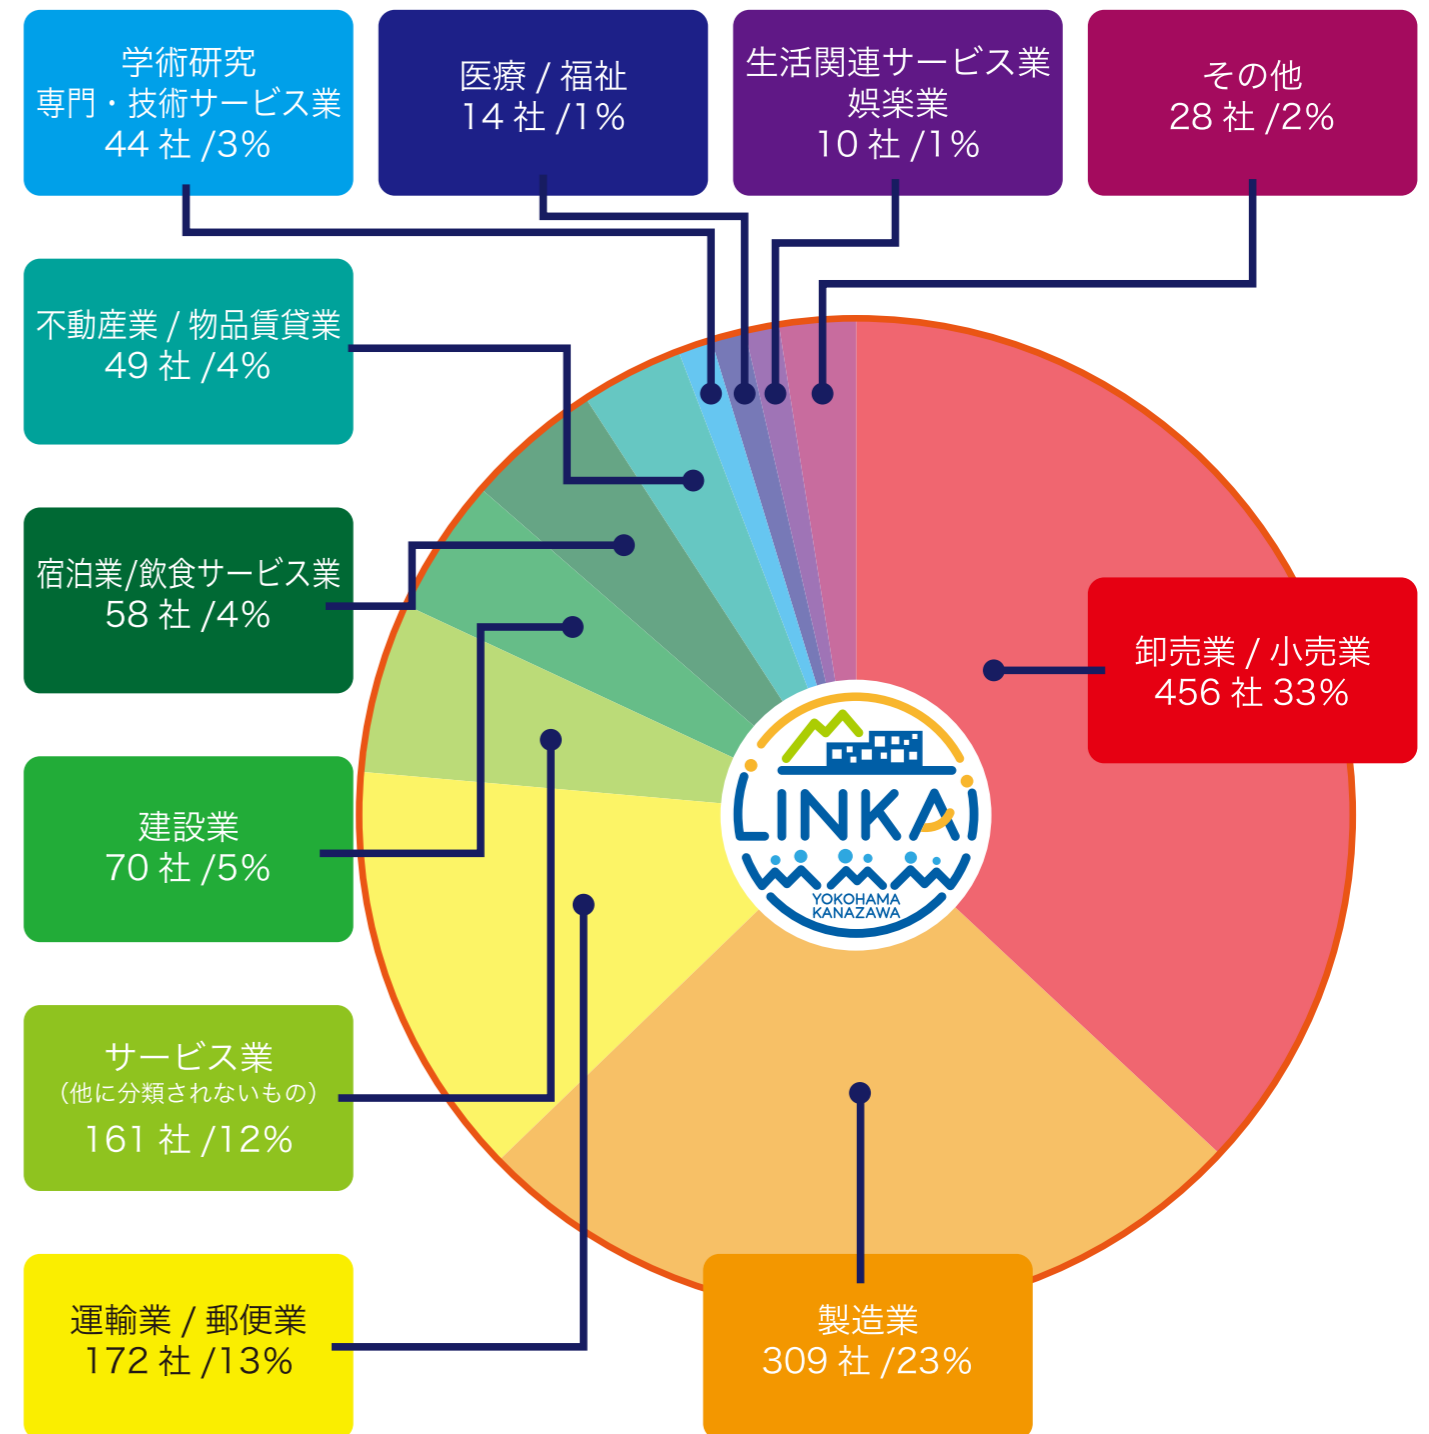 学術研究
専門・技術サービス業
44 社 /3%
医療 / 福祉
14 社 /1%
生活関連サービス業
娯楽業
10 社 /1%
その他
28 社 /2%
不動産業 / 物品賃貸業
49 社 /4%
宿泊業/飲食サービス業
58 社 /4%
卸売業 / 小売業
456 社 33%
建設業
70 社 /5%
LINKAI
YOKOHAMA
KANAZAWA
サービス業
（他に分類されないもの）
161 社 /12%
運輸業 / 郵便業
172 社 /13%
製造業
309 社 /23%